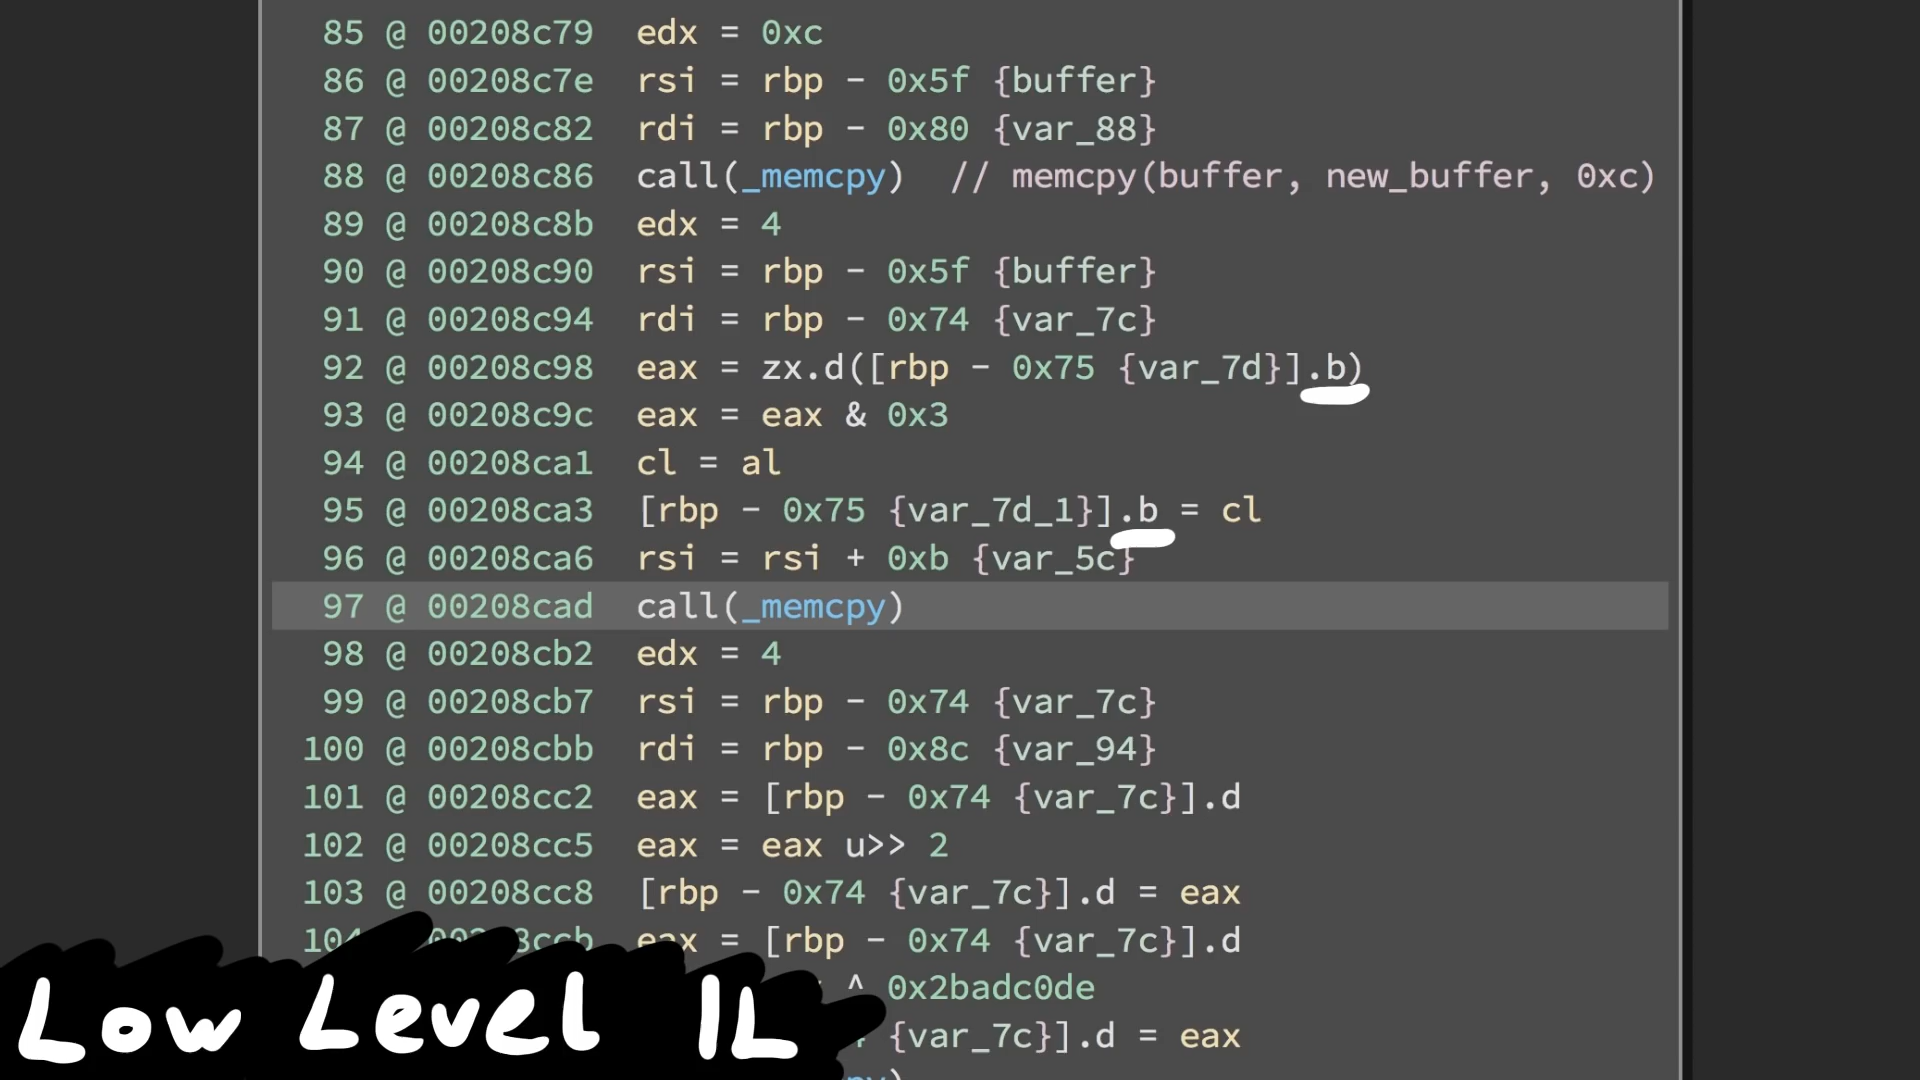 85 @ 00208c79 edx = 0xc
86 @ 00208c7e rsi = rbp - 0x5f {buffer}
87 @ 00208c82 rdi = rbp - 0x80 {var_88}
88 @ 00208c86 call(_memcpy) // memcpy(buffer, new_buffer, 0xc)
89 @ 00208c8b edx = 4
90 @ 00208c90 rsi = rbp - 0x5f {buffer}
91 @ 00208c94 rdi = rbp - 0x74 {var_7c}
92 @ 00208c98 eax = zx.d([rbp - 0x75 {var_7d}].b)
93 @ 00208c9c eax = eax & 0x3
94 @ 00208ca1 cl = al
95 @ 00208ca3 [rbp - 0x75 {var_7d_1}].b = cl
96 @ 00208ca6 rsi = rsi + 0xb {var_5c}
97 @ 00208cad call(_memcpy)
98 @ 00208cb2 edx = 4
99 @ 00208cb7 rsi = rbp - 0x74 {var_7c}
100 @ 00208cbb rdi = rbp - 0x8c {var_94}
101 @ 00208cc2 eax = [rbp - 0x74 {var_7c}].d
102 @ 00208cc5 eax = eax u>> 2
103 @ 00208cc8 [rbp - 0x74 {var_7c}].d = eax
eax = [rbp - 0x74 {var_7c}].d
^ 0x2badc0de
{var_7c}].d = eax
Low Level IL